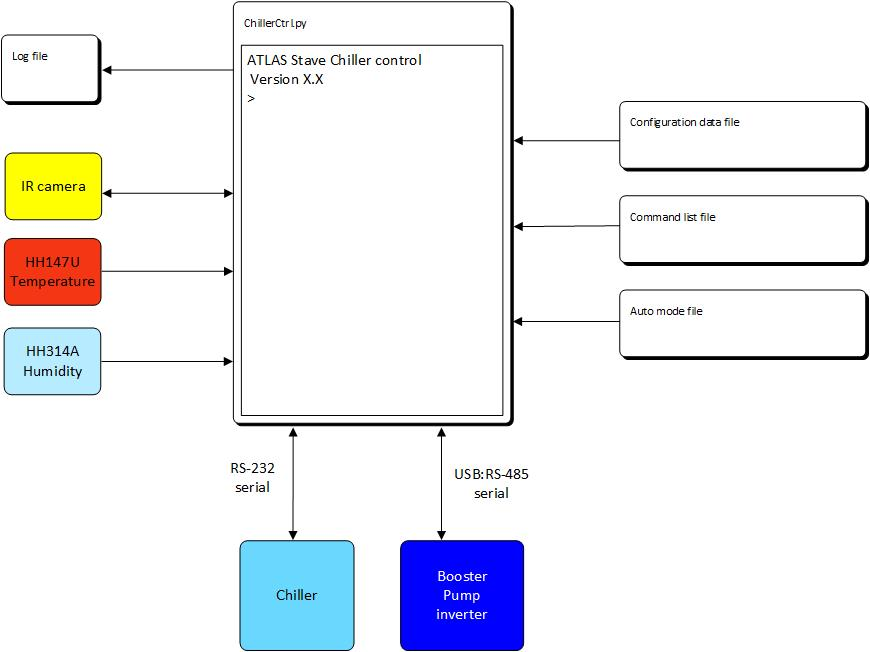 ChillerCtrl.py
Log file
ATLAS Stave Chiller control
Version X.X
>
Configuration data file
IR camera
Command list file
HH147U
Temperature
Auto mode file
HH314A
Humidity
RS-232
serial
USB:RS-485
serial
Chiller
Booster
Pump
inverter